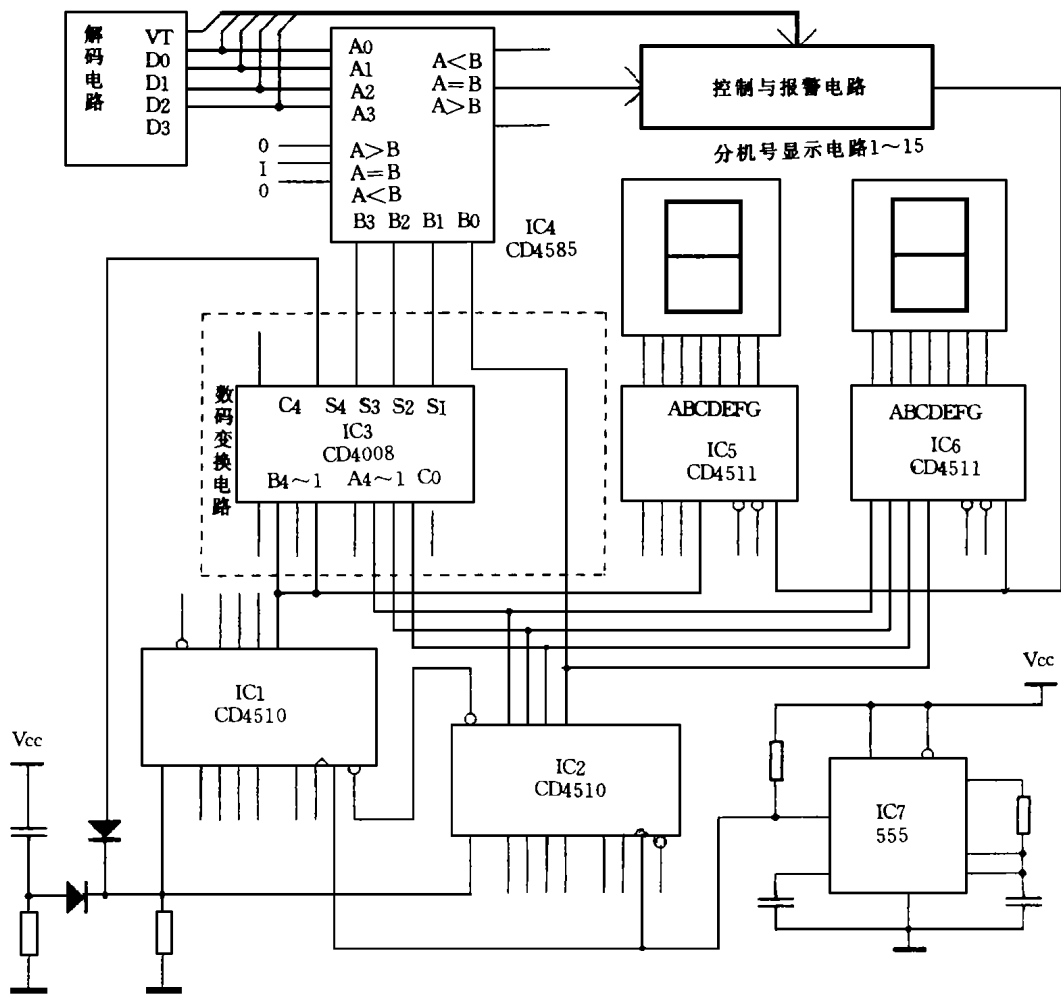 解码电路
VT
D0
D1
D2
D3
A0
A1
A2
A3
A<B
A=B
A>B
0
1
0
A>B
A=B
A<B
B3 B2 B1 B0
IC4
CD4585
控制与报警电路
分机号显示电路1～15
数码变换电路
C4 S4 S3 S2 S1
IC3
CD4008
B4～1 A4～1 C0
ABCDEFG
IC5
CD4511
ABCDEFG
IC6
CD4511
IC1
CD4510
IC2
CD4510
Vcc
Vcc
IC7
555